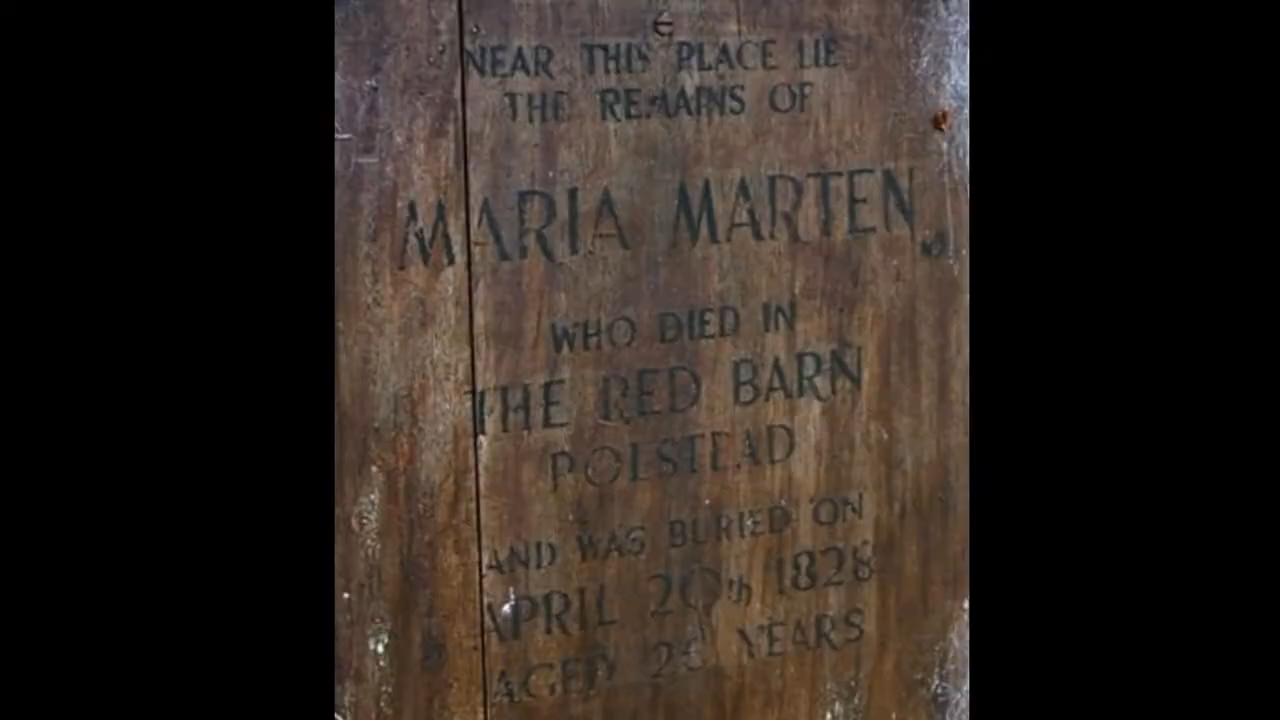 NEAR THIS PLACE LIE
THE REMAINS OF
MARIA MARTEN
WHO DIED IN
THE RED BARN
POLSTEAD
AND WAS BURIED ON
APRIL 20th 1828
AGED YEARS